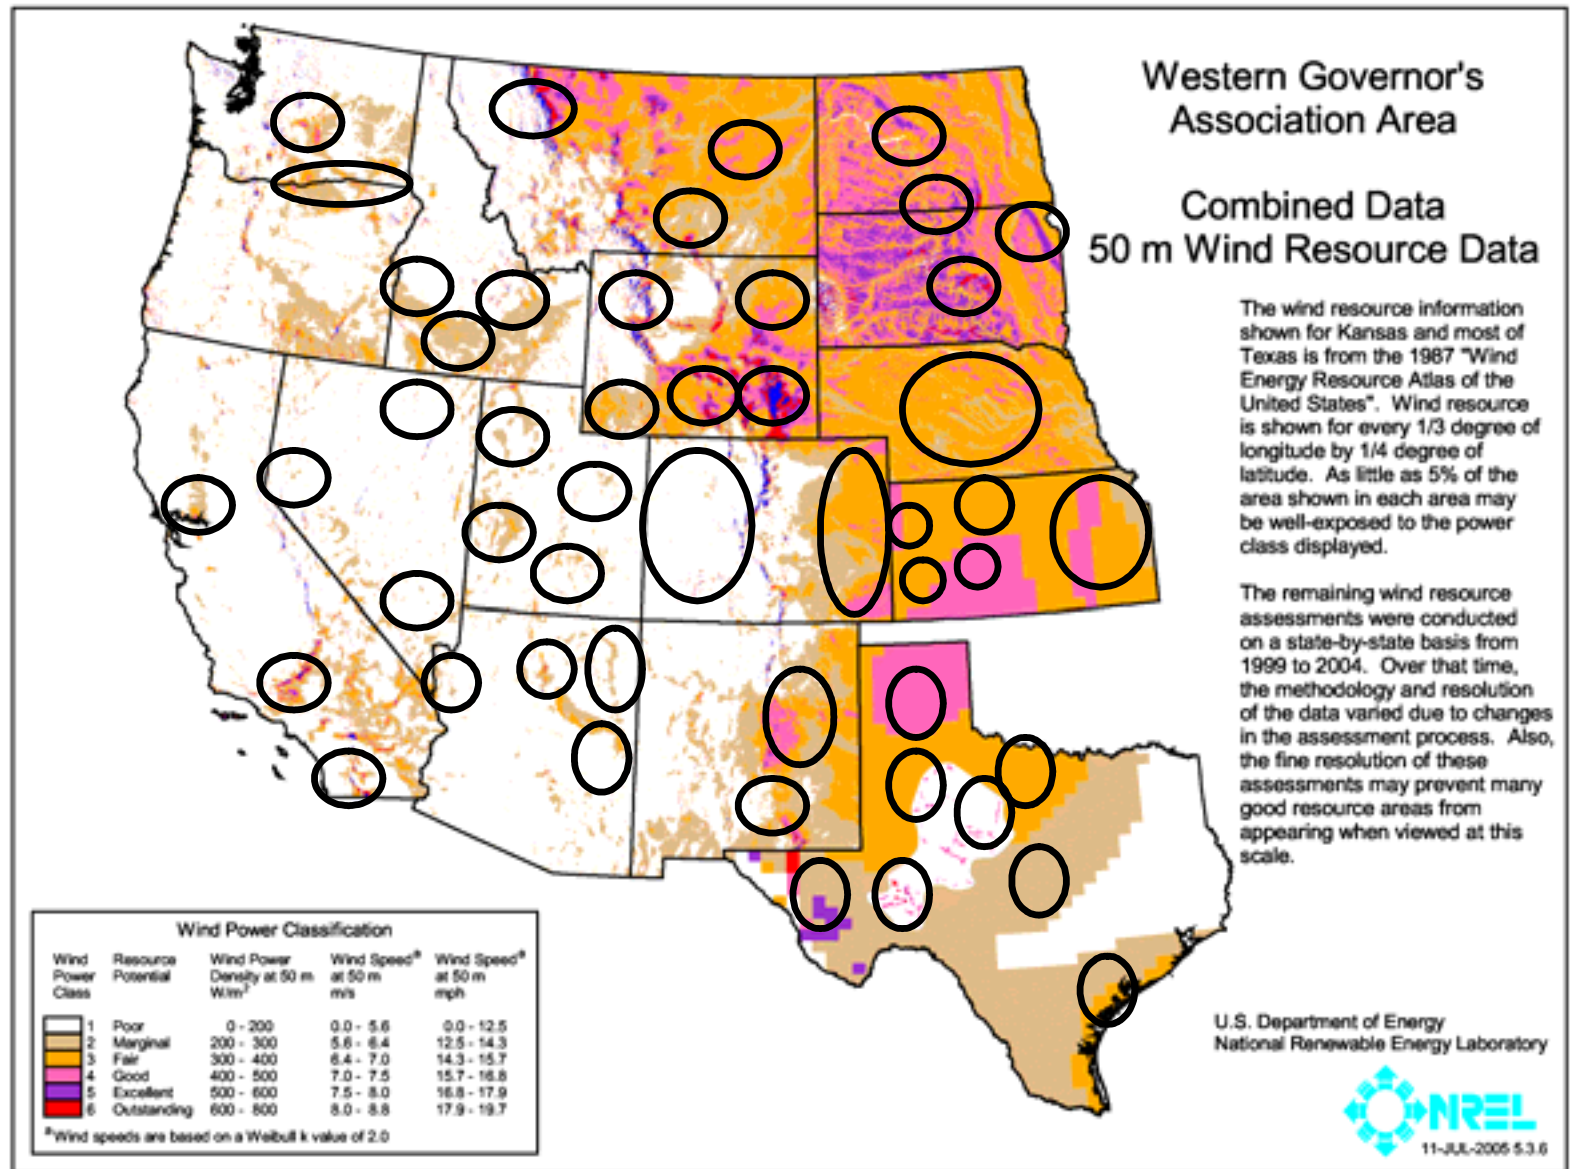 Western Governor's
Association Area
Combined Data
50 m Wind Resource Data
The wind resource information
shown for Kansas and most of
Texas is from the 1987 "Wind
Energy Resource Atlas of the
United States". Wind resource
is shown for every 1/3 degree of
longitude by 1/4 degree of
latitude. As little as 5% of the
area shown in each area may
be well-exposed to the power
class displayed.
The remaining wind resource
assessments were conducted
on a state-by-state basis from
1999 to 2004. Over that time,
the methodology and resolution
of the data varied due to changes
in the assessment process. Also,
the fine resolution of these
assessments may prevent many
good resource areas from
appearing when viewed at this
scale.
Wind Power Classification
Wind Power Class Resource Potential Wind Power Density at 50 m W/m² Wind Speedª at 50 m m/s Wind Speedª at 50 m mph
1 Poor 0 - 200 0.0 - 5.6 0.0 - 12.5
2 Marginal 200 - 300 5.6 - 6.4 12.5 - 14.3
3 Fair 300 - 400 6.4 - 7.0 14.3 - 15.7
4 Good 400 - 500 7.0 - 7.5 15.7 - 16.8
5 Excellent 500 - 600 7.5 - 8.0 16.8 - 17.9
6 Outstanding 600 - 800 8.0 - 8.8 17.9 - 19.7
ªWind speeds are based on a Weibull k value of 2.0
U.S. Department of Energy
National Renewable Energy Laboratory
NREL
11-JUL-2005 5.3.6